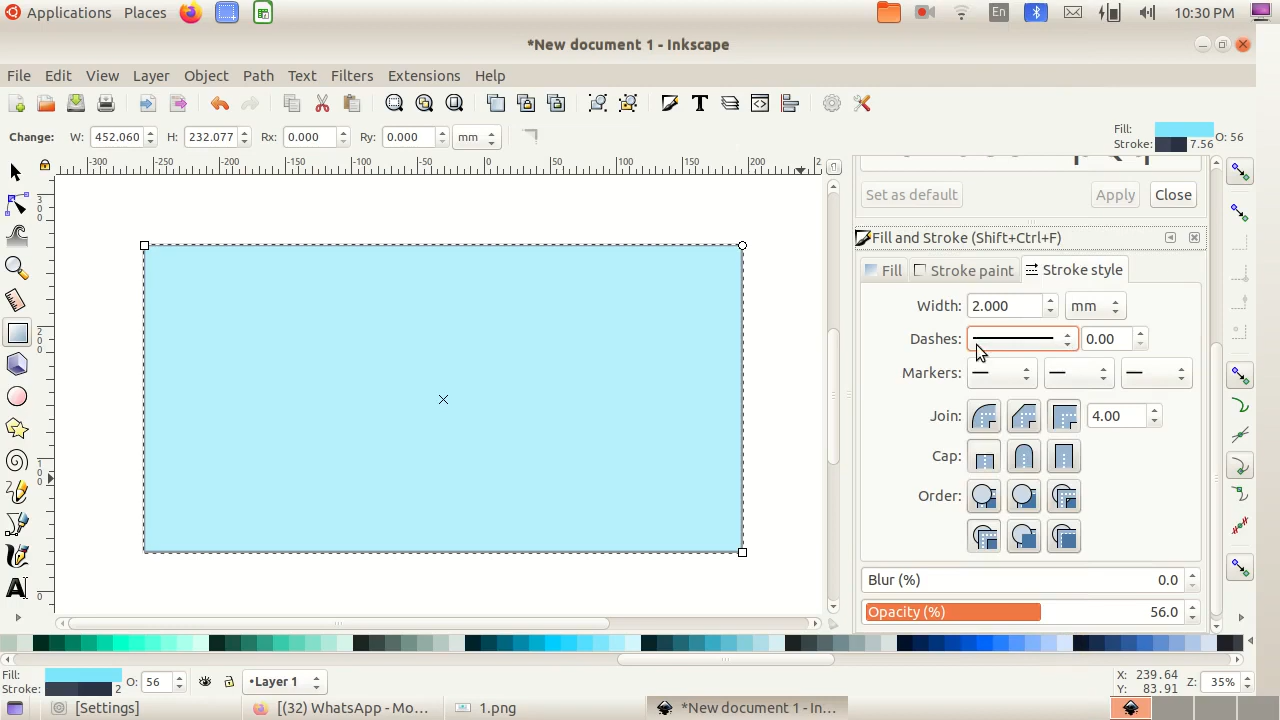 Applications Places En 10:30 PM
*New document 1 - Inkscape
File Edit View Layer Object Path Text Filters Extensions Help
Change: W: 452.060 H: 232.077 Rx: 0.000 Ry: 0.000 mm
Fill: O: 56
Stroke: 7.56
-300 -250 -200 -150 -100 -50 0 50 100 150 200 2
300
200
100
0
Set as default Apply Close
Fill and Stroke (Shift+Ctrl+F)
Fill Stroke paint Stroke style
Width: 2.000 mm
Dashes: 0.00
Markers:
Join: 4.00
Cap:
Order:
Blur (%) 0.0
Opacity (%) 56.0
Fill: O: 56 Layer 1 X: 239.64 Z: 35%
Stroke: 2 Y: 83.91
[Settings] [(32) WhatsApp - Mo... 1.png *New document 1 - In...